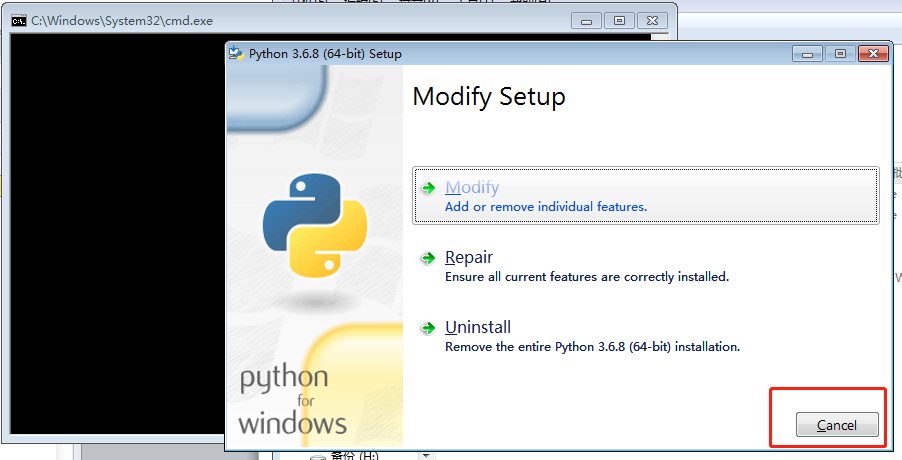 C:\Windows\System32\cmd.exe
Python 3.6.8 (64-bit) Setup
Modify Setup
Modify
Add or remove individual features.
Repair
Ensure all current features are correctly installed.
Uninstall
Remove the entire Python 3.6.8 (64-bit) installation.
python
for
windows
Cancel
备份 (H:)